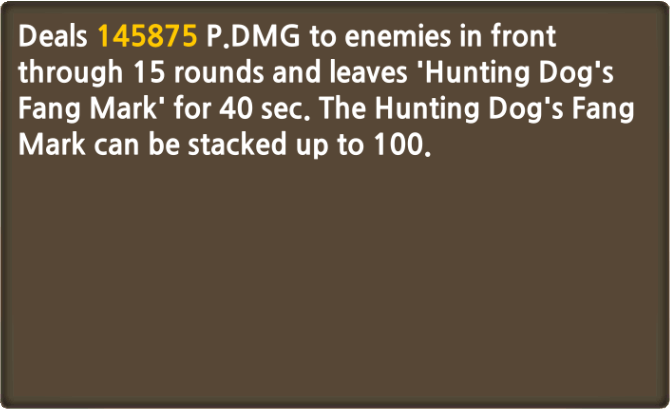 Deals 145875 P.DMG to enemies in front
through 15 rounds and leaves 'Hunting Dog's
Fang Mark' for 40 sec. The Hunting Dog's Fang
Mark can be stacked up to 100.